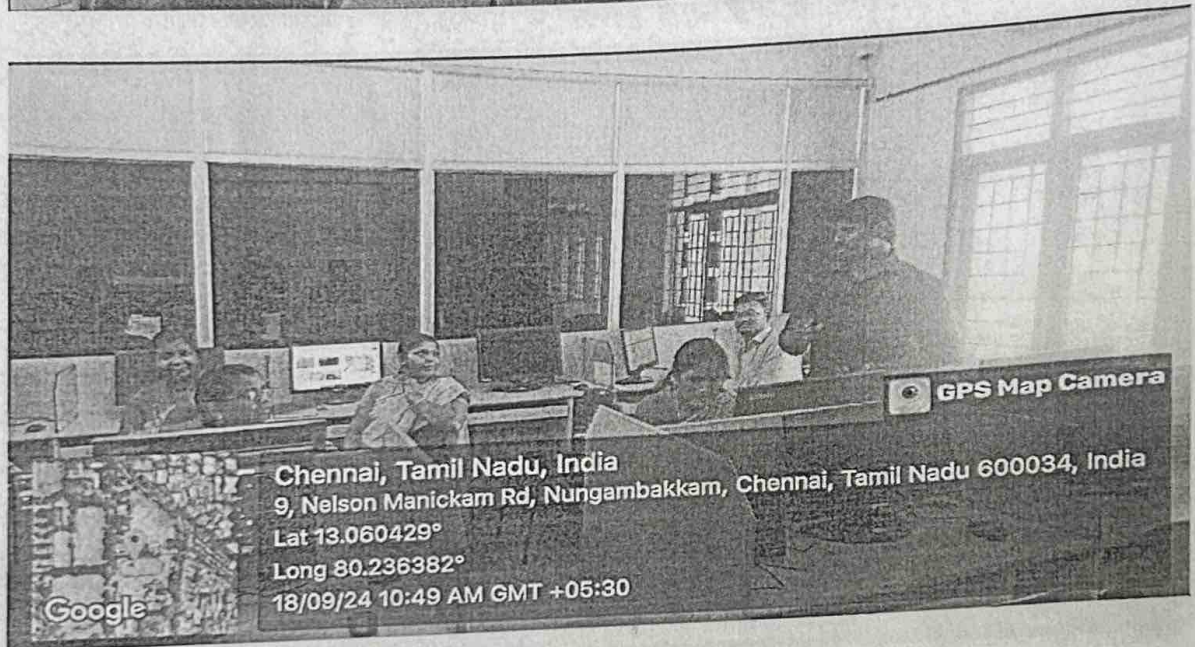 GPS Map Camera
Chennai, Tamil Nadu, India
9, Nelson Manickam Rd, Nungambakkam, Chennai, Tamil Nadu 600034, India
Lat 13.060429°
Long 80.236382°
18/09/24 10:49 AM GMT +05:30
Google